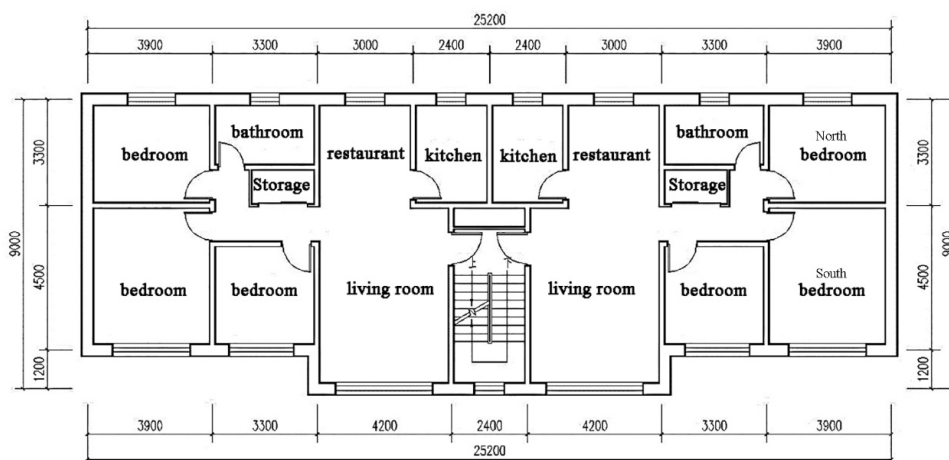 25200
3900 3300 3000 2400 2400 3000 3300 3900
bathroom bathroom
North
bedroom restaurant kitchen kitchen restaurant bedroom
3300 3300
Storage Storage
9000 9000
South
bedroom bedroom living room living room bedroom bedroom
4500 4500
1200 1200
3900 3300 4200 2400 4200 3300 3900
25200